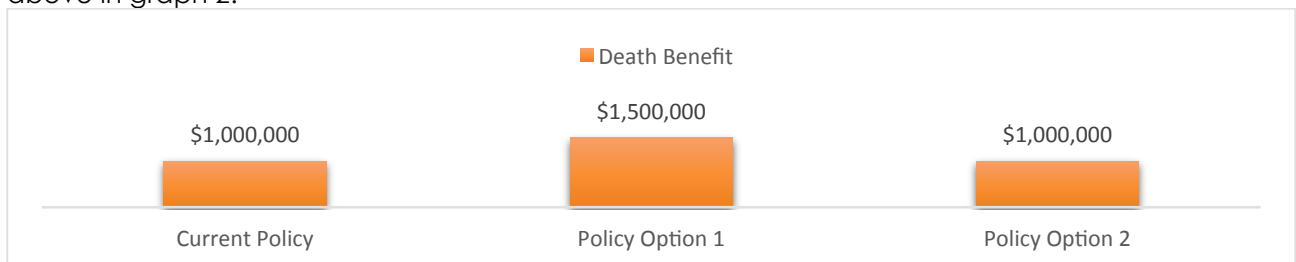 above in graph 2.
Death Benefit
$1,500,000
$1,000,000
$1,000,000
Current Policy
Policy Option 1
Policy Option 2